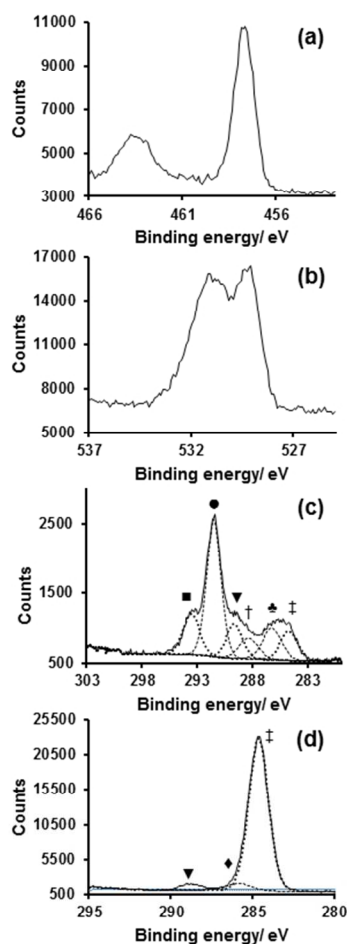 11000
(a)
9000
7000
5000
3000
Counts
466 461 456
Binding energy/ eV
17000
(b)
14000
11000
8000
5000
Counts
537 532 527
Binding energy/ eV
(c)
2500
1500
500
Counts
● ■ ▼ † ♣ ‡
303 298 293 288 283
Binding energy/ eV
25500
(d)
20500
15500
10500
5500
500
Counts
‡ ♦ ▼
295 290 285 280
Binding energy/ eV